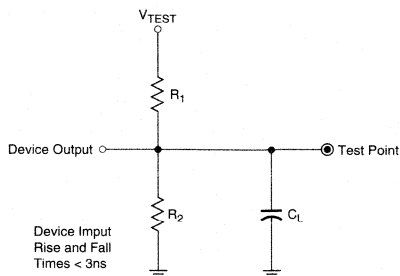 VTEST
R1
Device Output
Test Point
R2
CL
Device Imput
Rise and Fall
Times < 3ns